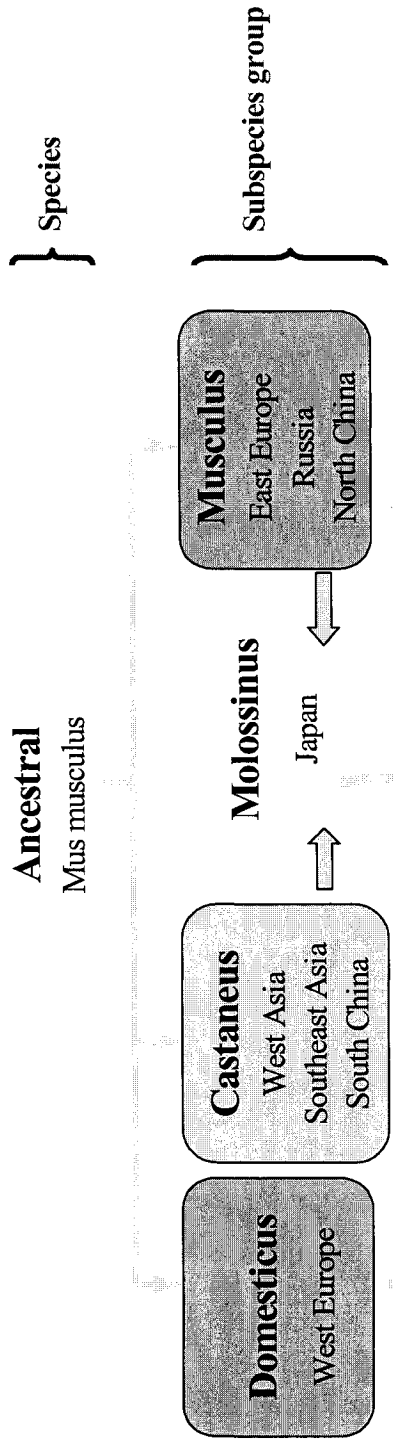 Ancestral
Mus musculus
Species
Domesticus
West Europe
Castaneus
West Asia
Southeast Asia
South China
Molossinus
Japan
Musculus
East Europe
Russia
North China
Subspecies group